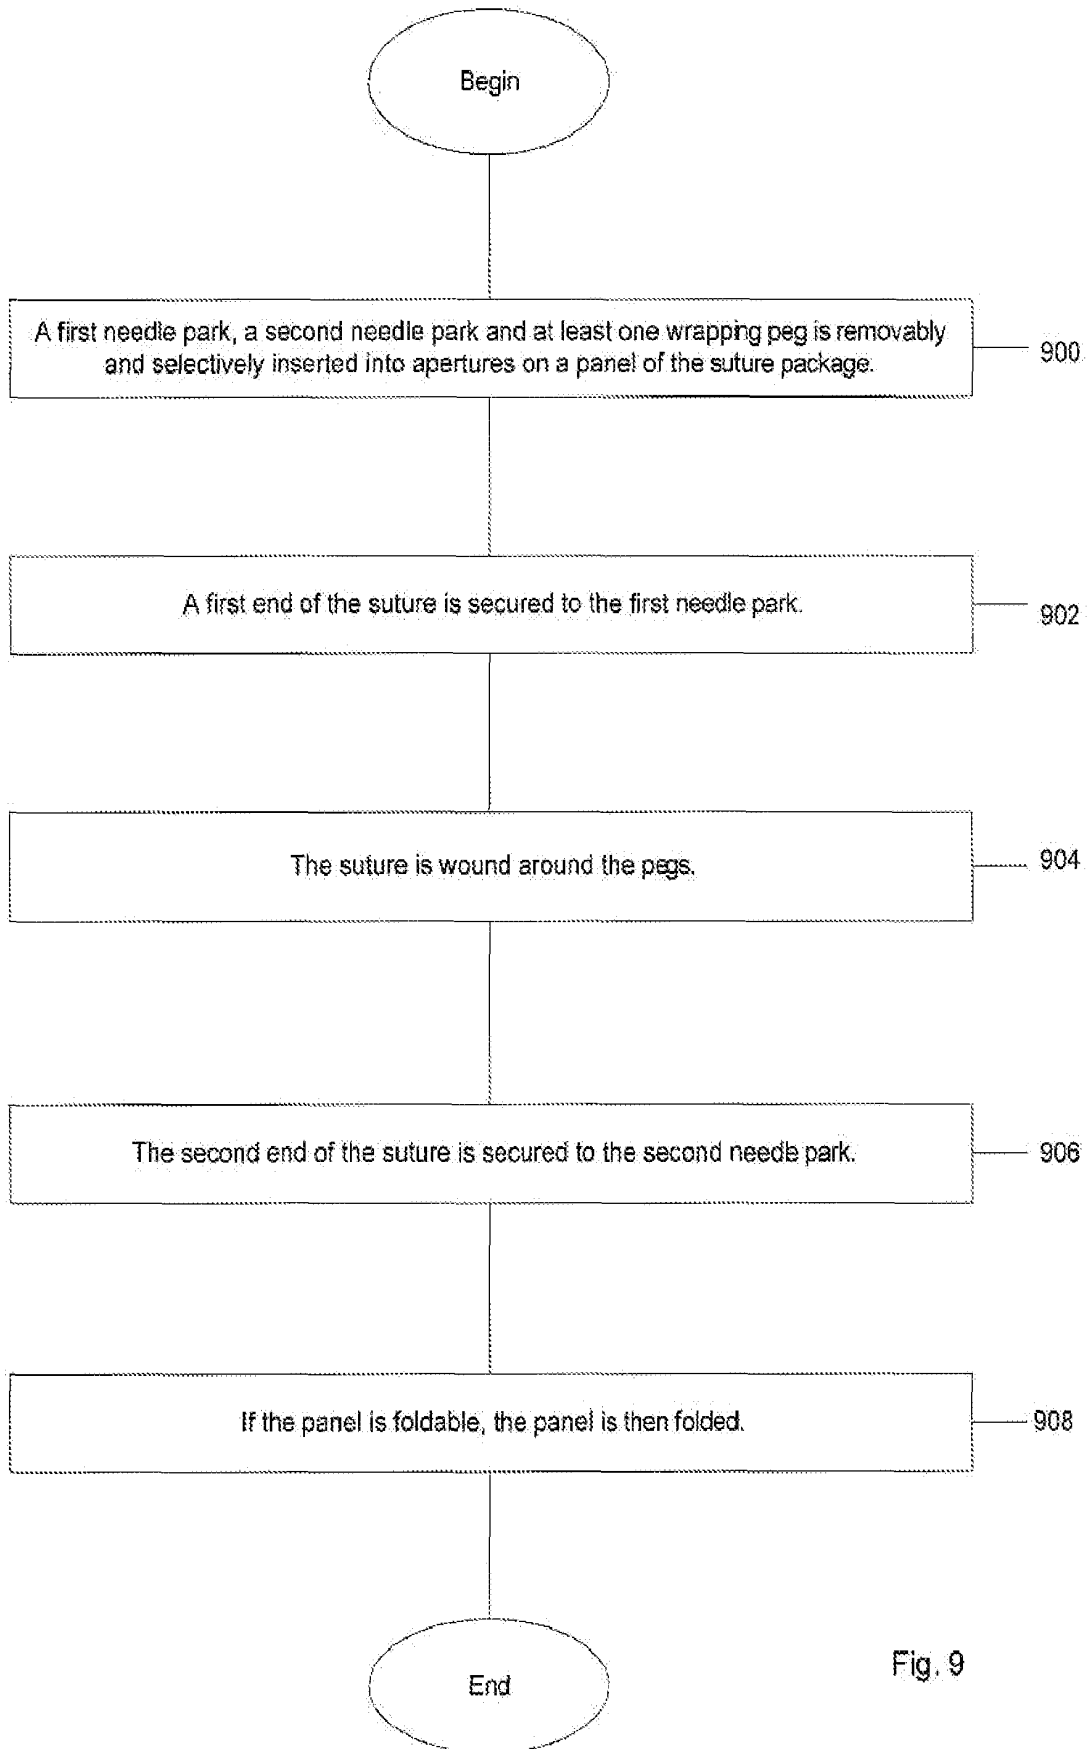 Begin
A first needle park, a second needle park and at least one wrapping peg is removably
and selectively inserted into apertures on a panel of the suture package.
900
A first end of the suture is secured to the first needle park.
902
The suture is wound around the pegs.
904
The second end of the suture is secured to the second needle park.
906
If the panel is foldable, the panel is then folded.
908
End
Fig. 9